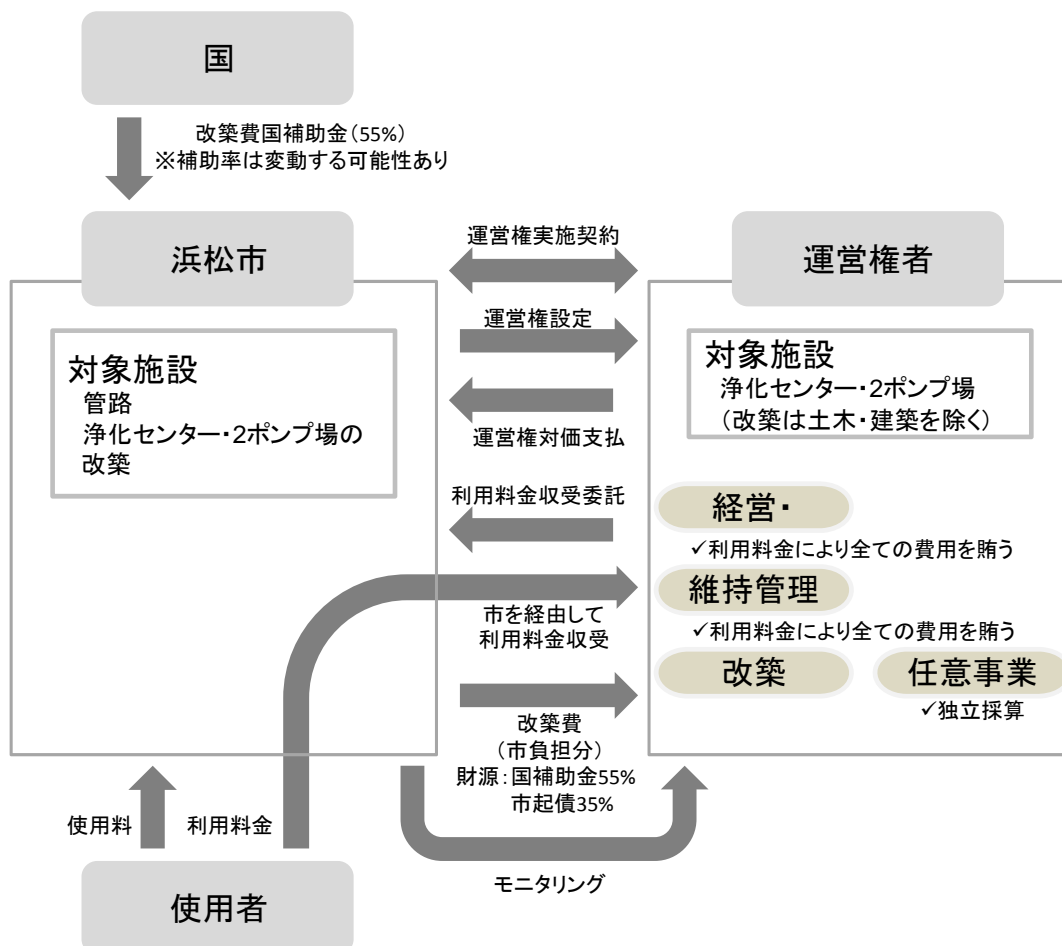 国
改築費国補助金(55%)
※補助率は変動する可能性あり
浜松市
対象施設
管路
浄化センター・2ポンプ場の
改築
運営権実施契約
運営権設定
運営権対価支払
利用料金収受委託
市を経由して
利用料金収受
改築費
(市負担分)
財源:国補助金55%
市起債35%
モニタリング
運営権者
対象施設
浄化センター・2ポンプ場
(改築は土木・建築を除く)
経営・
✓利用料金により全ての費用を賄う
維持管理
✓利用料金により全ての費用を賄う
改築
任意事業
✓独立採算
使用料
利用料金
使用者